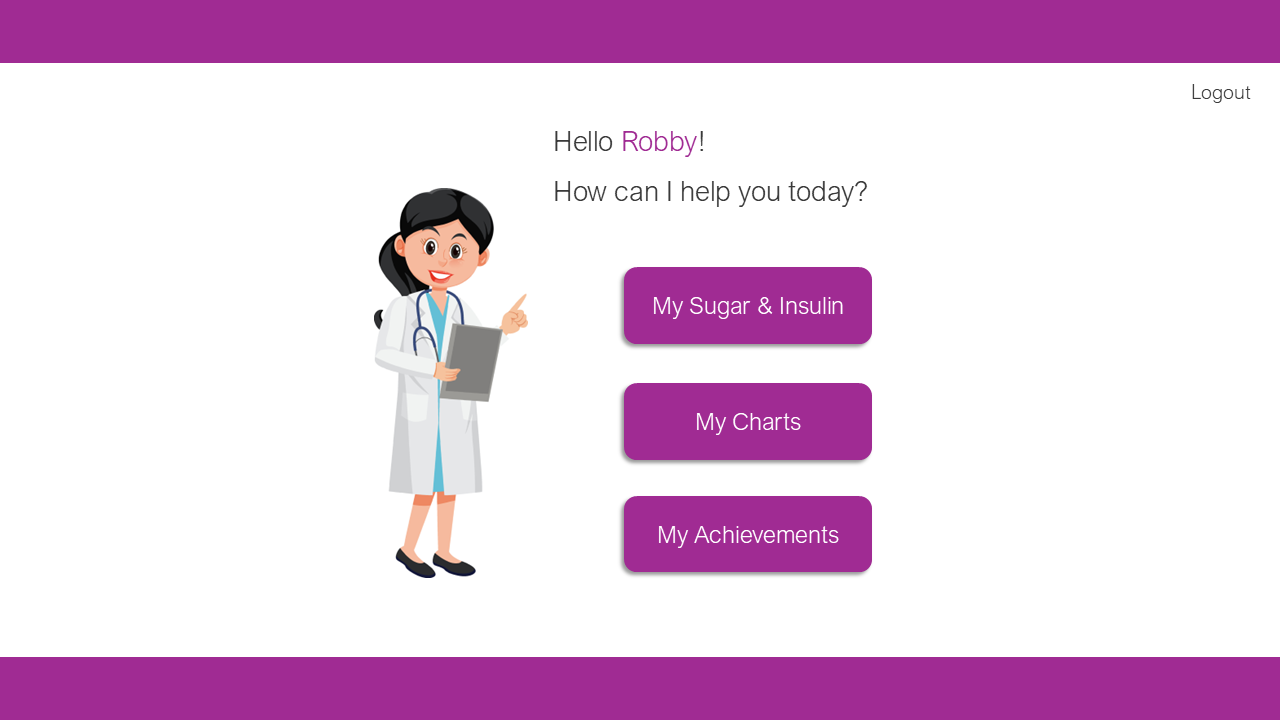 Logout
Hello Robby!
How can I help you today?
My Sugar & Insulin
My Charts
My Achievements